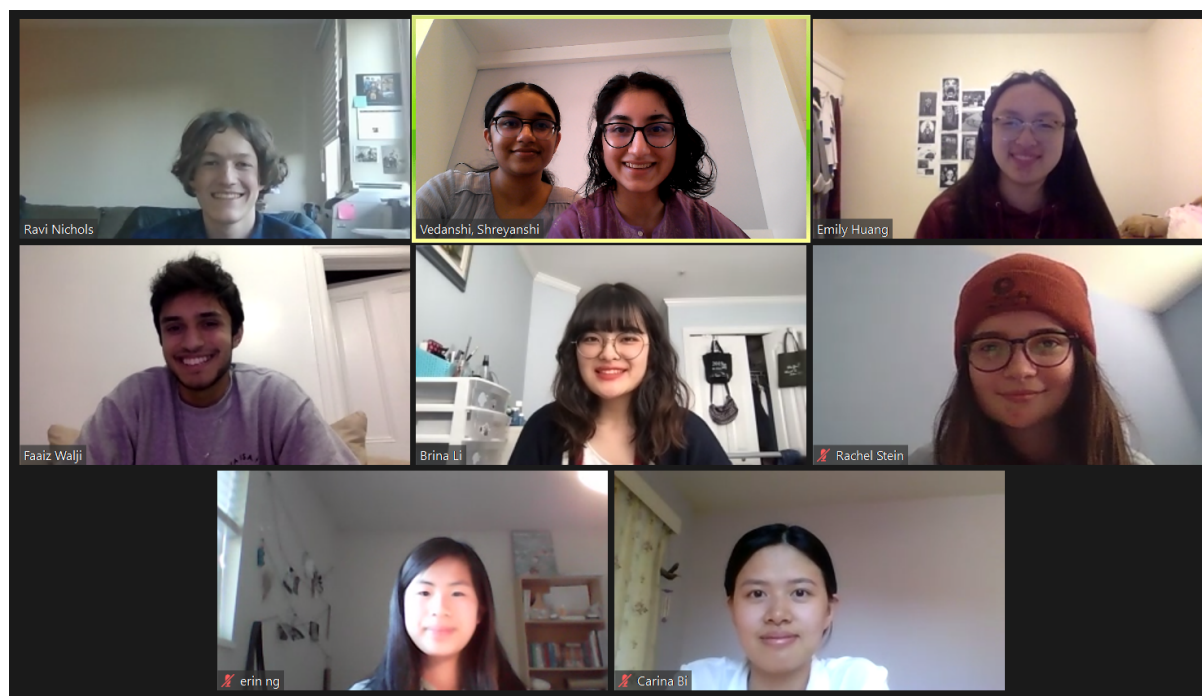 Ravi Nichols
Vedanshi, Shreyanshi
Emily Huang
Faaiz Walji
Brina Li
Rachel Stein
erin ng
Carina Bi